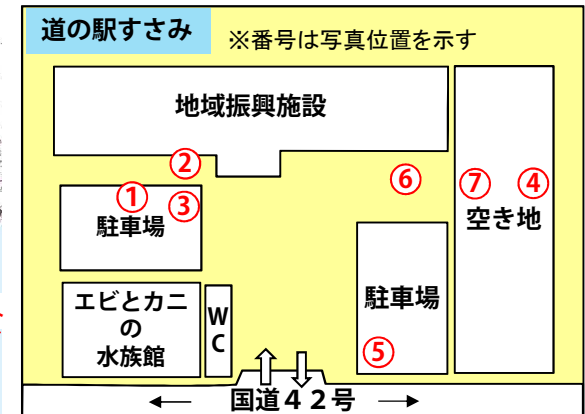 道の駅すさみ
※番号は写真位置を示す
地域振興施設
②
⑥
①
③
⑦
④
駐車場
空き地
エビとカニ
の
水族館
WC
駐車場
⑤
国道４２号